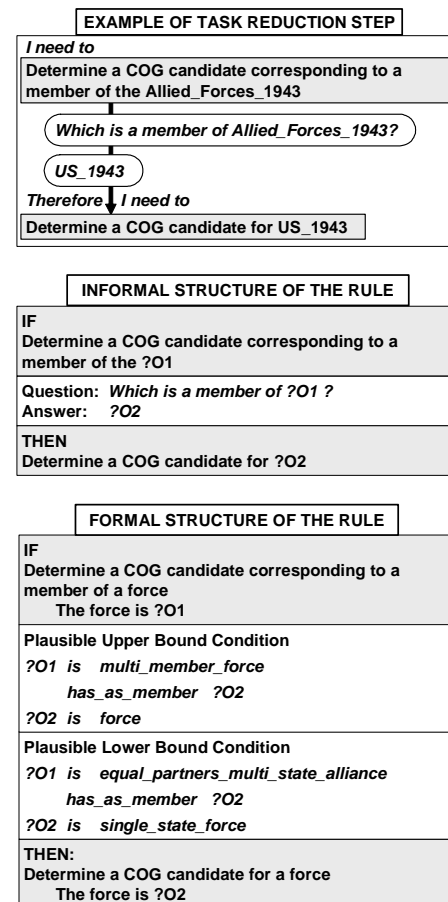 EXAMPLE OF TASK REDUCTION STEP
I need to
Determine a COG candidate corresponding to a
member of the Allied_Forces_1943
Which is a member of Allied_Forces_1943?
US_1943
Therefore I need to
Determine a COG candidate for US_1943
INFORMAL STRUCTURE OF THE RULE
IF
Determine a COG candidate corresponding to a
member of the ?O1
Question: Which is a member of ?O1 ?
Answer: ?O2
THEN
Determine a COG candidate for ?O2
FORMAL STRUCTURE OF THE RULE
IF
Determine a COG candidate corresponding to a
member of a force
The force is ?O1
Plausible Upper Bound Condition
?O1 is multi_member_force
has_as_member ?O2
?O2 is force
Plausible Lower Bound Condition
?O1 is equal_partners_multi_state_alliance
has_as_member ?O2
?O2 is single_state_force
THEN:
Determine a COG candidate for a force
The force is ?O2